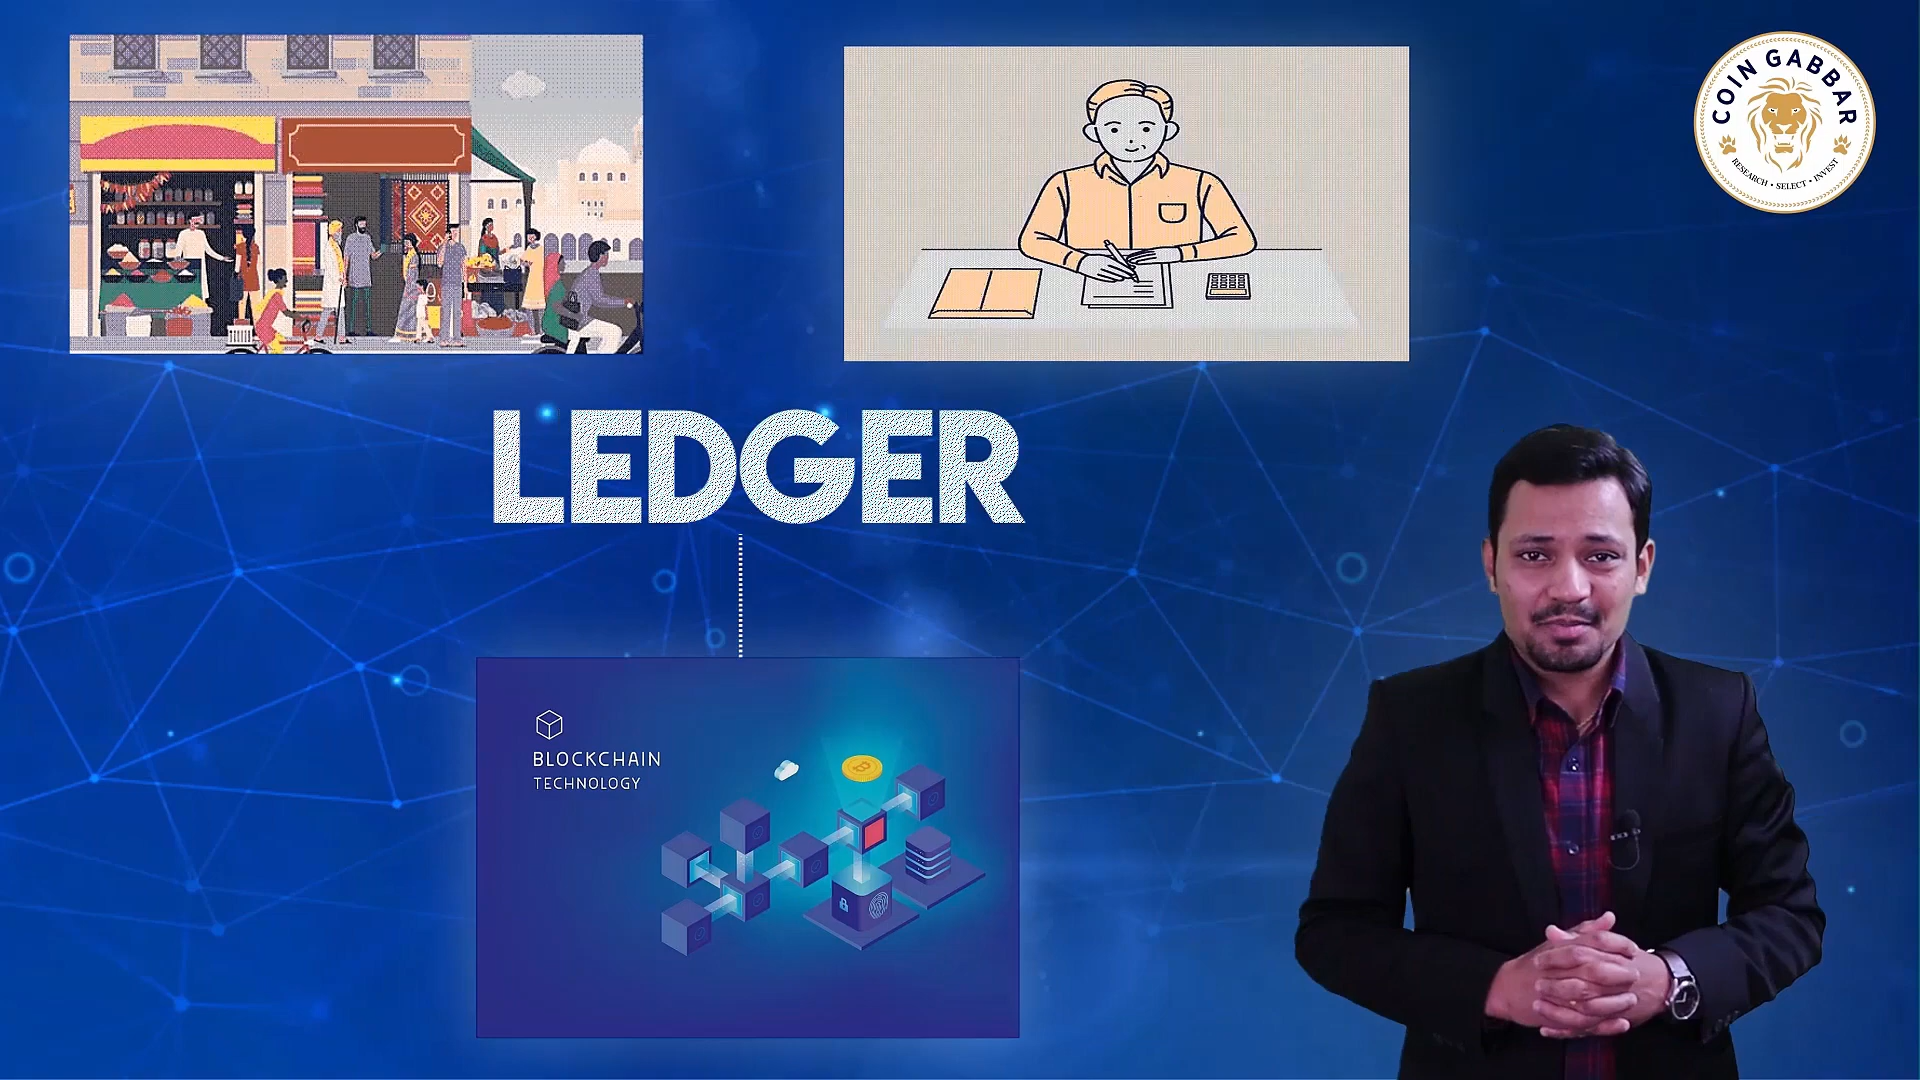 COIN GABBAR
RESEARCH • SELECT • INVEST
LEDGER
BLOCKCHAIN
TECHNOLOGY